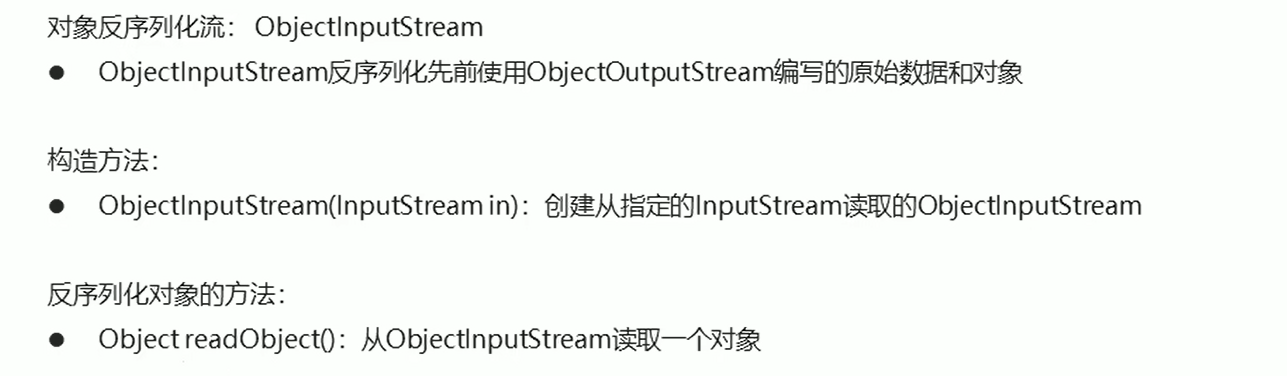 对象反序列化流：ObjectInputStream
● ObjectInputStream反序列化先前使用ObjectOutputStream编写的原始数据和对象
构造方法：
● ObjectInputStream(InputStream in)：创建从指定的InputStream读取的ObjectInputStream
反序列化对象的方法：
● Object readObject()：从ObjectInputStream读取一个对象